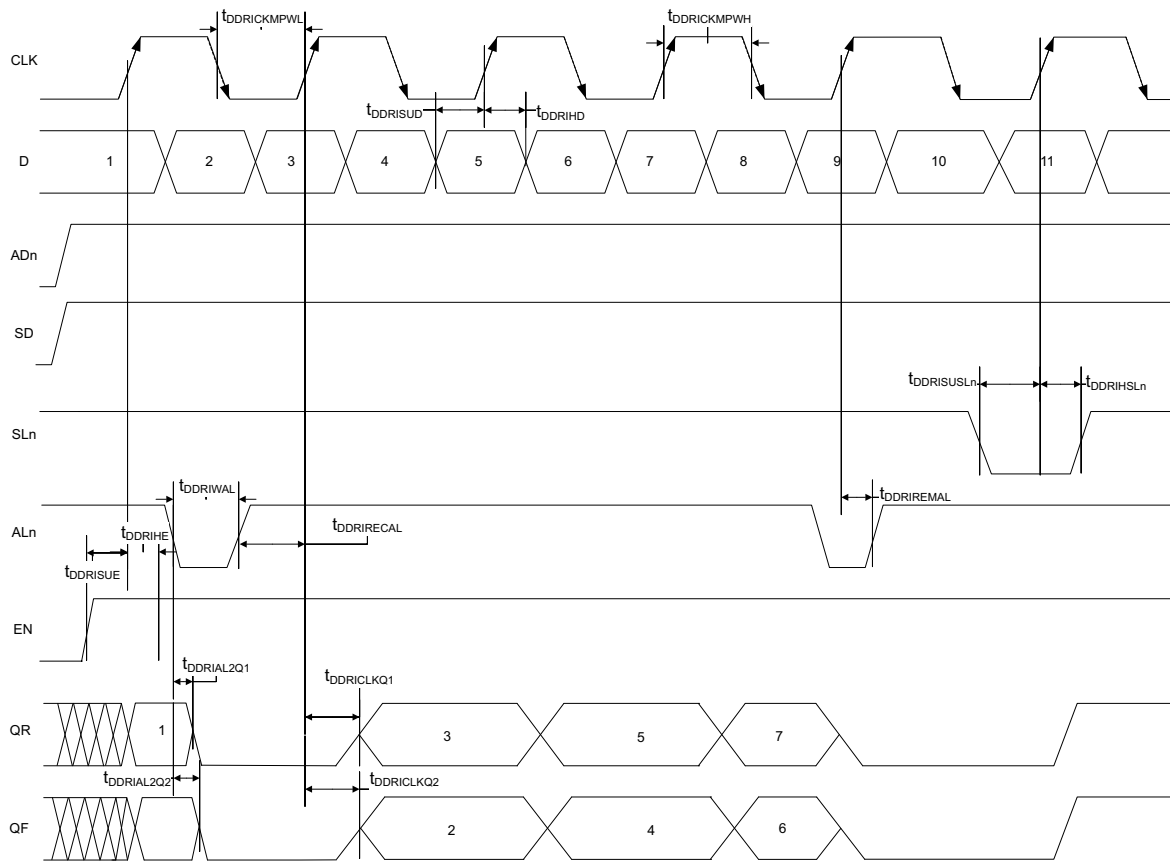 tDDRICKMPWL
tDDRICKMPWH
CLK
tDDRISUD
tDDRIHD
D
1
2
3
4
5
6
7
8
9
10
11
ADn
SD
tDDRISUSLn
tDDRIHSLn
SLn
tDDRIWAL
tDDRIREMAL
ALn
tDDRIHE
tDDRIRECAL
tDDRISUE
EN
tDDRIAL2Q1
tDDRICLKQ1
QR
1
3
5
7
tDDRIAL2Q2
tDDRICLKQ2
QF
2
4
6